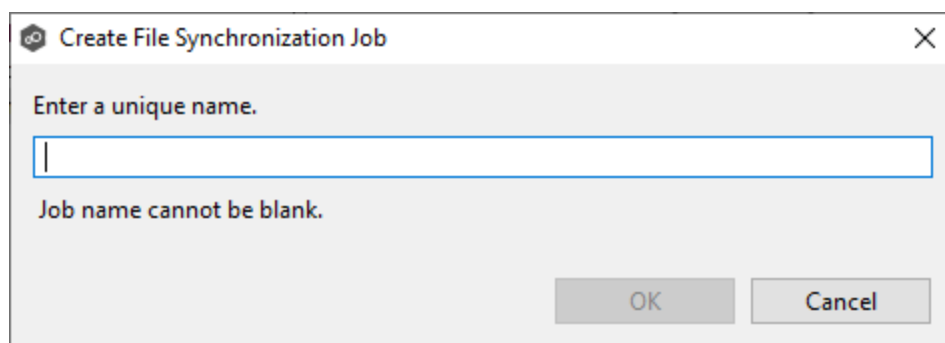 Create File Synchronization Job
Enter a unique name.
Job name cannot be blank.
OK Cancel